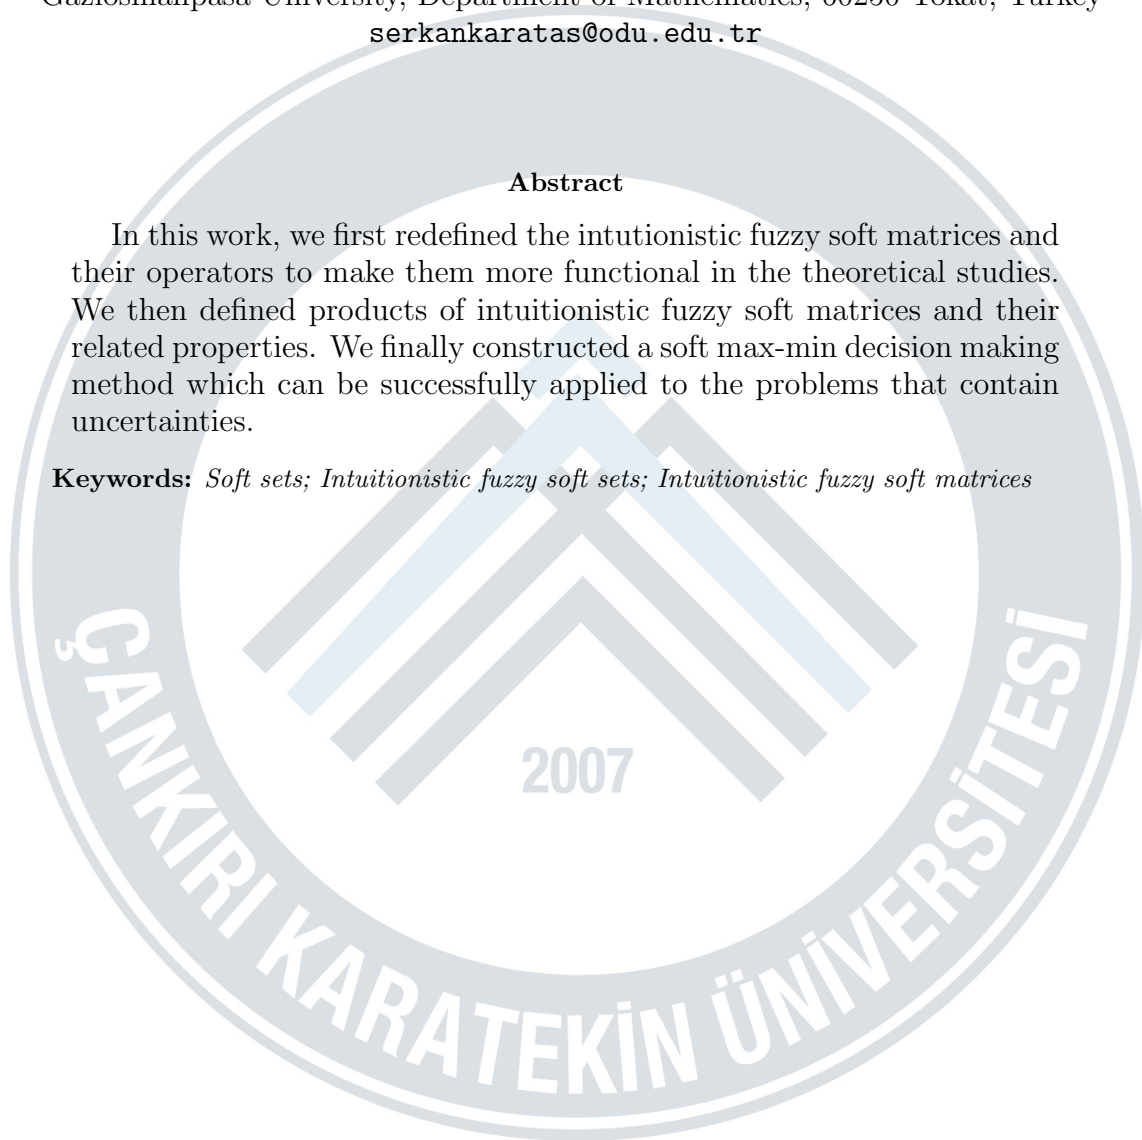 Gaziosmanpaşa University, Department of Mathematics, 60250 Tokat, Turkey
serkankaratas@odu.edu.tr
Abstract
In this work, we first redefined the intutionistic fuzzy soft matrices and
their operators to make them more functional in the theoretical studies.
We then defined products of intuitionistic fuzzy soft matrices and their
related properties. We finally constructed a soft max-min decision making
method which can be successfully applied to the problems that contain
uncertainties.
Keywords: Soft sets; Intuitionistic fuzzy soft sets; Intuitionistic fuzzy soft matrices
2007
ÇANKIRI KARATEKİN ÜNİVERSİTESİ